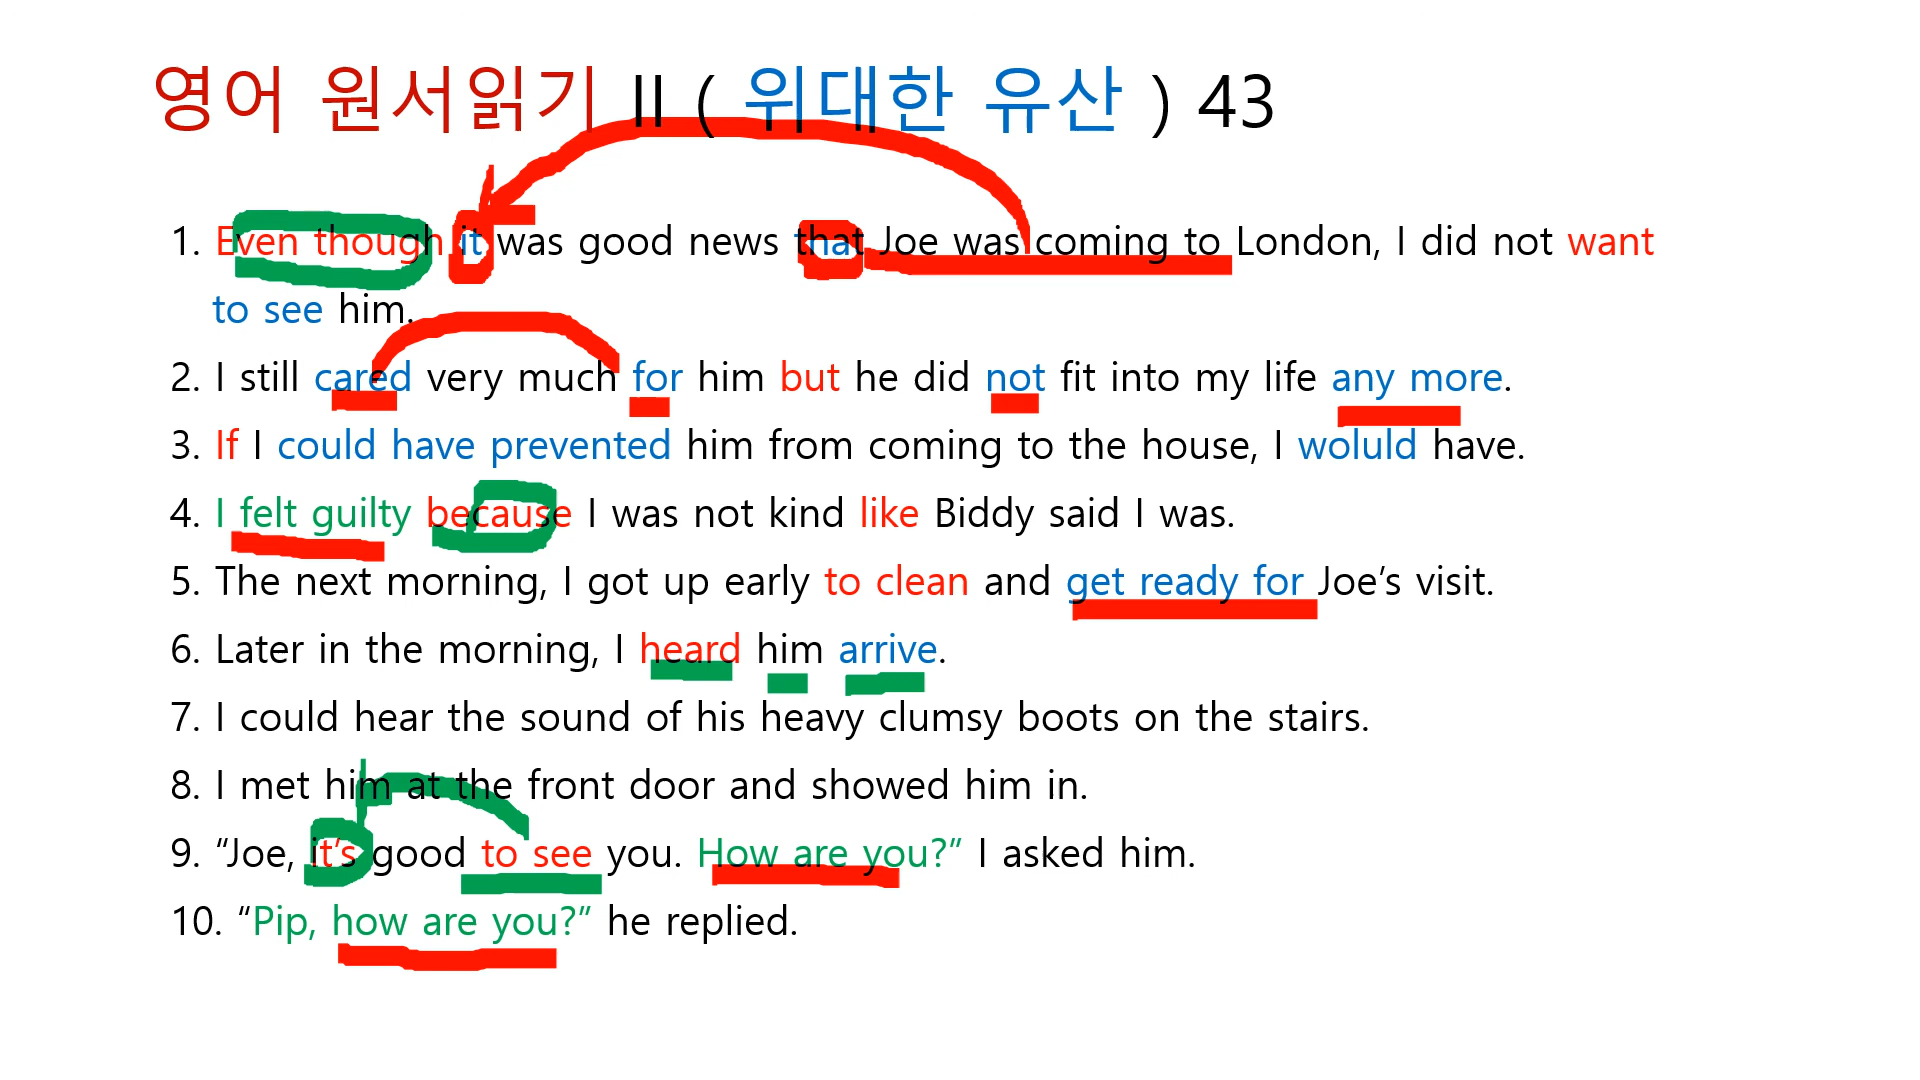 영어 원서읽기 II ( 위대한 유산 ) 43
1. Even though it was good news that Joe was coming to London, I did not want
to see him.
2. I still cared very much for him but he did not fit into my life any more.
3. If I could have prevented him from coming to the house, I woluld have.
4. I felt guilty because I was not kind like Biddy said I was.
5. The next morning, I got up early to clean and get ready for Joe’s visit.
6. Later in the morning, I heard him arrive.
7. I could hear the sound of his heavy clumsy boots on the stairs.
8. I met him at the front door and showed him in.
9. “Joe, it’s good to see you. How are you?” I asked him.
10. “Pip, how are you?” he replied.